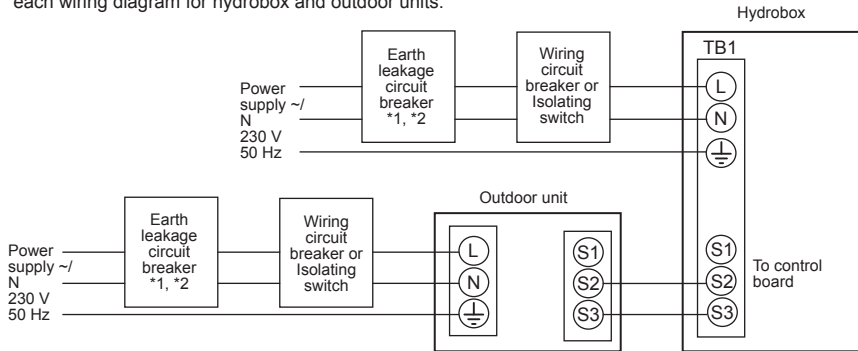 each wiring diagram for hydrobox and outdoor units.
Hydrobox
TB1
Power
supply ~/
N
230 V
50 Hz
Earth
leakage
circuit
breaker
*1, *2
Wiring
circuit
breaker or
Isolating
switch
L
N
S1
S2
S3
To control
board
Outdoor unit
Power
supply ~/
N
230 V
50 Hz
Earth
leakage
circuit
breaker
*1, *2
Wiring
circuit
breaker or
Isolating
switch
L
N
S1
S2
S3